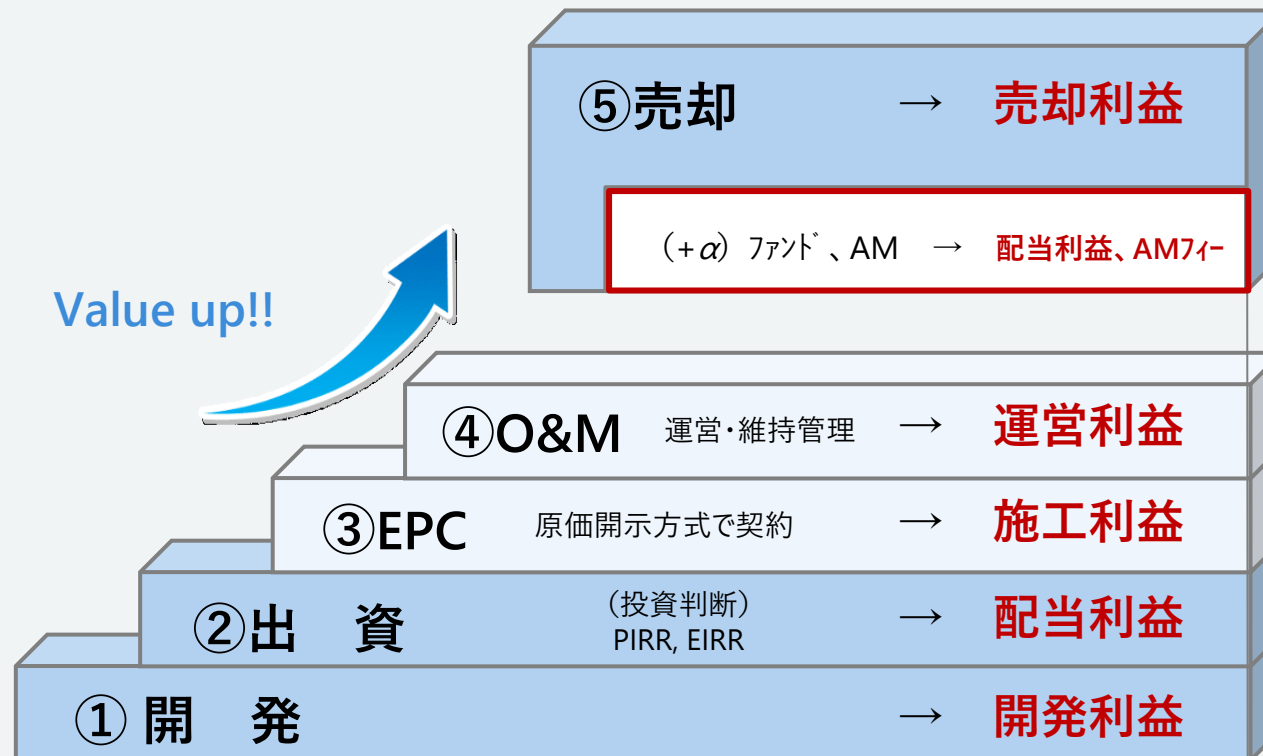 ⑤売却 → 売却利益
(+α) ﾌｧﾝﾄﾞ、AM → 配当利益、AMﾌｨｰ
Value up!!
④O&M 運営・維持管理 → 運営利益
③EPC 原価開示方式で契約 → 施工利益
②出　資 (投資判断) → 配当利益
PIRR, EIRR
① 開　発 → 開発利益